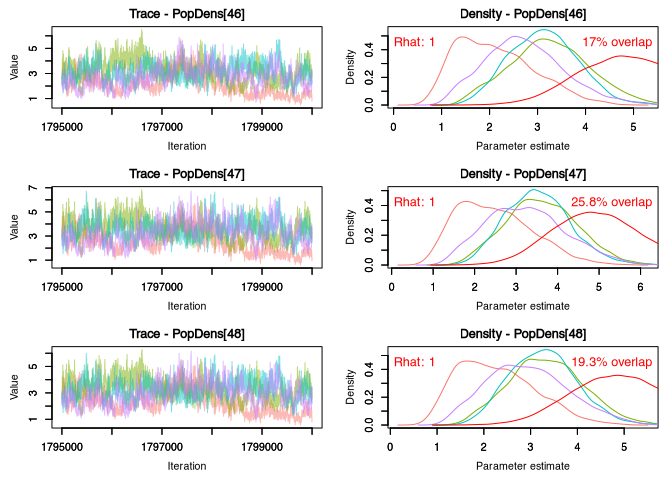 Trace - PopDens[46]
Value
1 3 5
1795000 1797000 1799000
Iteration
Density - PopDens[46]
Rhat: 1 17% overlap
Density
0.0 0.2 0.4
0 1 2 3 4 5
Parameter estimate
Trace - PopDens[47]
Value
1 3 5 7
1795000 1797000 1799000
Iteration
Density - PopDens[47]
Rhat: 1 25.8% overlap
Density
0.0 0.2 0.4
0 1 2 3 4 5 6
Parameter estimate
Trace - PopDens[48]
Value
1 3 5
1795000 1797000 1799000
Iteration
Density - PopDens[48]
Rhat: 1 19.3% overlap
Density
0.0 0.2 0.4
0 1 2 3 4 5
Parameter estimate